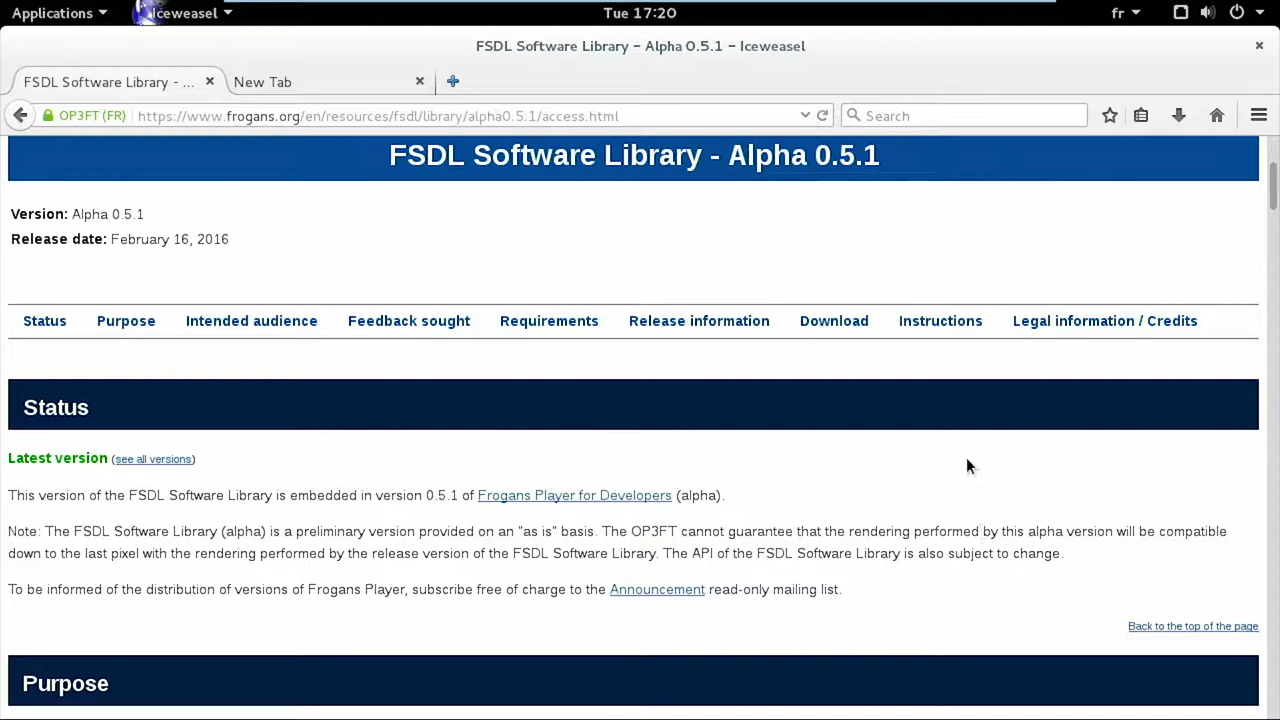 Applications Iceweasel Tue 17:20 fr
FSDL Software Library – Alpha 0.5.1 – Iceweasel
FSDL Software Library - ... New Tab
OP3FT (FR) https://www.frogans.org/en/resources/fsdl/library/alpha0.5.1/access.html Search
FSDL Software Library - Alpha 0.5.1
Version: Alpha 0.5.1
Release date: February 16, 2016
Status Purpose Intended audience Feedback sought Requirements Release information Download Instructions Legal information / Credits
Status
Latest version (see all versions)
This version of the FSDL Software Library is embedded in version 0.5.1 of Frogans Player for Developers (alpha).
Note: The FSDL Software Library (alpha) is a preliminary version provided on an "as is" basis. The OP3FT cannot guarantee that the rendering performed by this alpha version will be compatible
down to the last pixel with the rendering performed by the release version of the FSDL Software Library. The API of the FSDL Software Library is also subject to change.
To be informed of the distribution of versions of Frogans Player, subscribe free of charge to the Announcement read-only mailing list.
Back to the top of the page
Purpose